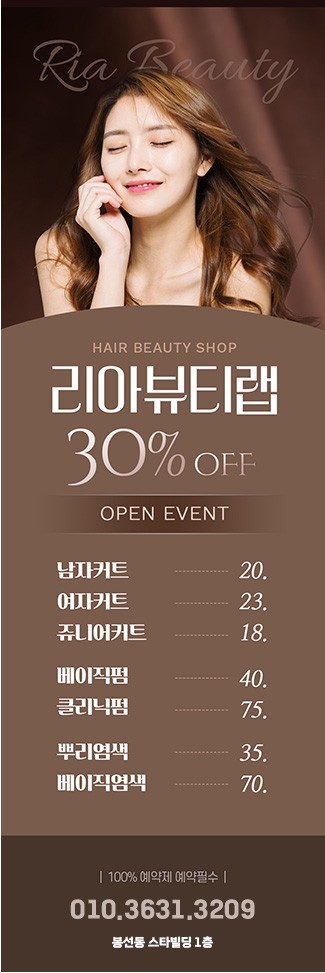 Ria Beauty
HAIR BEAUTY SHOP
리아뷰티랩
30% OFF
OPEN EVENT
남자커트 20.
여자커트 23.
쥬니어커트 18.
베이직펌 40.
클리닉펌 75.
뿌리염색 35.
베이직염색 70.
| 100% 예약제 예약필수 |
010.3631.3209
봉선동 스타빌딩 1층